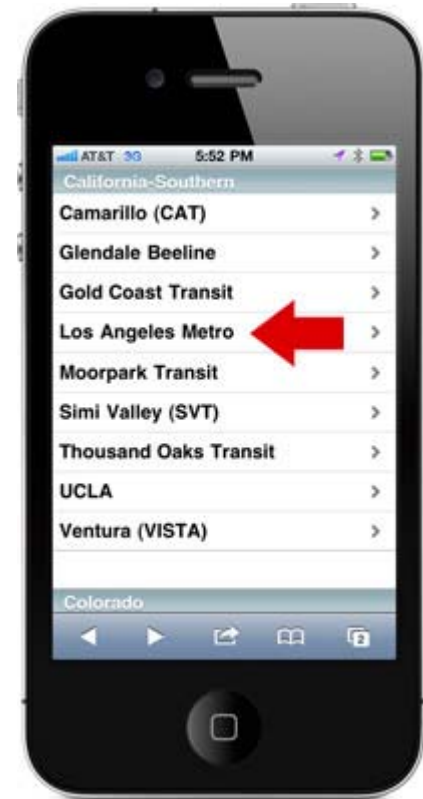 AT&T 3G 5:52 PM
California-Southern
Camarillo (CAT)
Glendale Beeline
Gold Coast Transit
Los Angeles Metro
Moorpark Transit
Simi Valley (SVT)
Thousand Oaks Transit
UCLA
Ventura (VISTA)
Colorado
2